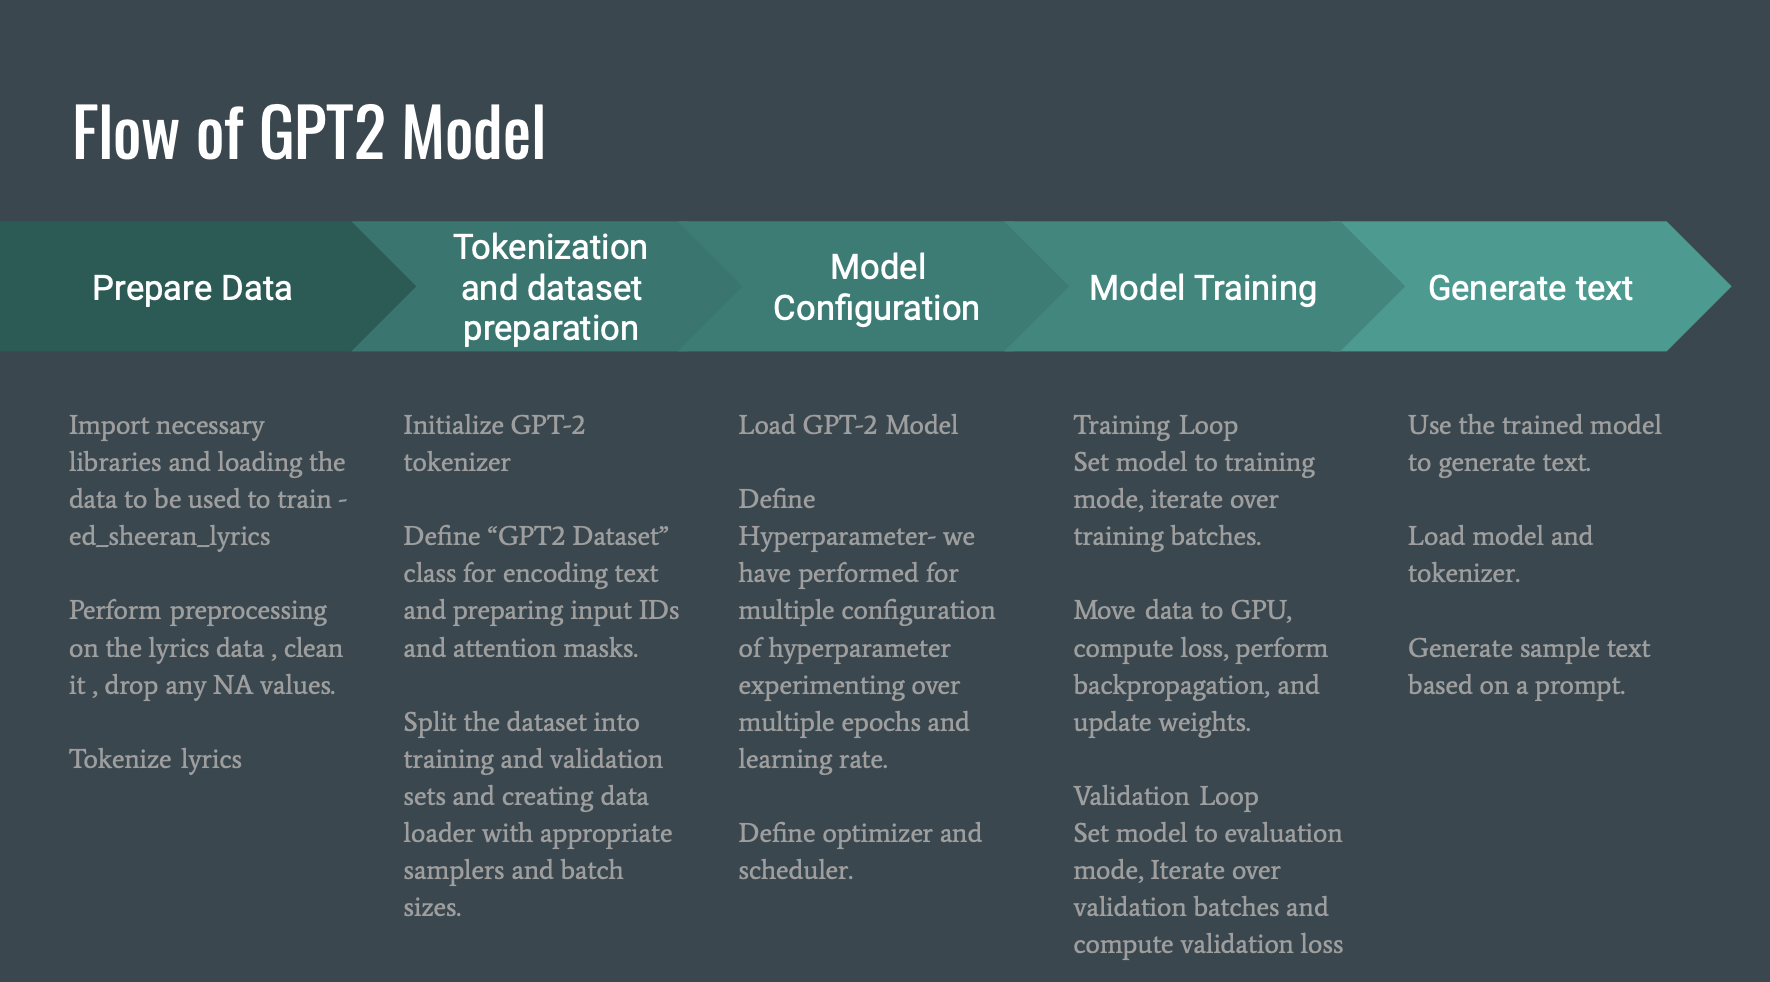 Flow of GPT2 Model
Prepare Data
Tokenization
and dataset
preparation
Model
Configuration
Model Training
Generate text
Import necessary
libraries and loading the
data to be used to train -
ed_sheeran_lyrics
Perform preprocessing
on the lyrics data , clean
it , drop any NA values.
Tokenize lyrics
Initialize GPT-2
tokenizer
Define “GPT2 Dataset”
class for encoding text
and preparing input IDs
and attention masks.
Split the dataset into
training and validation
sets and creating data
loader with appropriate
samplers and batch
sizes.
Load GPT-2 Model
Define
Hyperparameter- we
have performed for
multiple configuration
of hyperparameter
experimenting over
multiple epochs and
learning rate.
Define optimizer and
scheduler.
Training Loop
Set model to training
mode, iterate over
training batches.
Move data to GPU,
compute loss, perform
backpropagation, and
update weights.
Validation Loop
Set model to evaluation
mode, Iterate over
validation batches and
compute validation loss
Use the trained model
to generate text.
Load model and
tokenizer.
Generate sample text
based on a prompt.